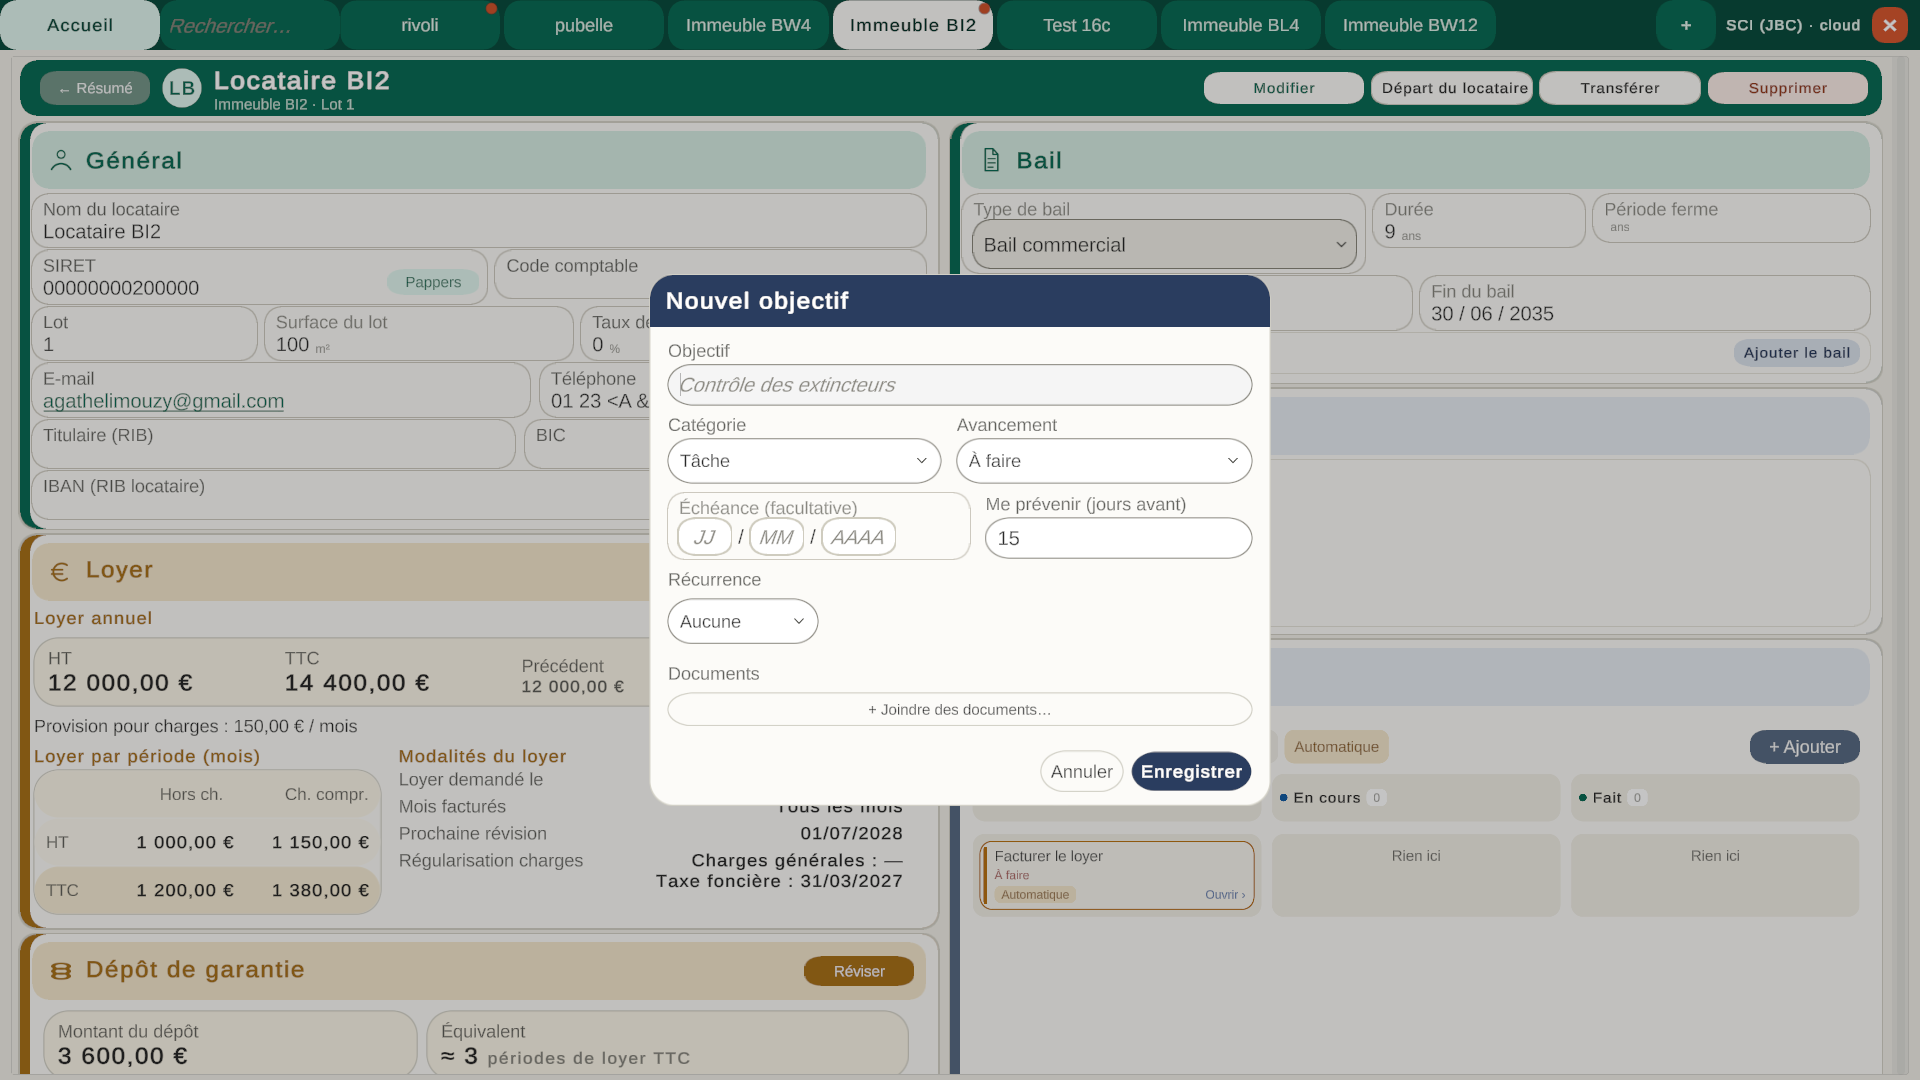 Accueil
Rechercher…
rivoli
pubelle
Immeuble BW4
Immeuble BI2
Test 16c
Immeuble BL4
Immeuble BW12
+
SCI (JBC) · cloud
×
← Résumé
LB
Locataire BI2
Immeuble BI2 · Lot 1
Modifier
Départ du locataire
Transférer
Supprimer
Général
Nom du locataire
Locataire BI2
SIRET
00000000200000
Pappers
Code comptable
Lot
1
Surface du lot
100 m²
Taux de
0 %
E-mail
agathelimouzy@gmail.com
Téléphone
01 23 <A &
Titulaire (RIB)
BIC
IBAN (RIB locataire)
Loyer
Loyer annuel
HT
12 000,00 €
TTC
14 400,00 €
Précédent
12 000,00 €
Provision pour charges : 150,00 € / mois
Loyer par période (mois)
Hors ch.
Ch. compr.
HT
1 000,00 €
1 150,00 €
TTC
1 200,00 €
1 380,00 €
Modalités du loyer
Loyer demandé le
Mois facturés
Tous les mois
Prochaine révision
01/07/2028
Régularisation charges
Charges générales : —
Taxe foncière : 31/03/2027
Dépôt de garantie
Réviser
Montant du dépôt
3 600,00 €
Équivalent
≈ 3 périodes de loyer TTC
Bail
Type de bail
Bail commercial
Durée
9 ans
Période ferme
ans
Fin du bail
30 / 06 / 2035
Ajouter le bail
Automatique
+ Ajouter
En cours 0
Fait 0
Facturer le loyer
À faire
Automatique
Ouvrir ›
Rien ici
Rien ici
Nouvel objectif
Objectif
Contrôle des extincteurs
Catégorie
Tâche
Avancement
À faire
Échéance (facultative)
JJ / MM / AAAA
Me prévenir (jours avant)
15
Récurrence
Aucune
Documents
+ Joindre des documents…
Annuler
Enregistrer